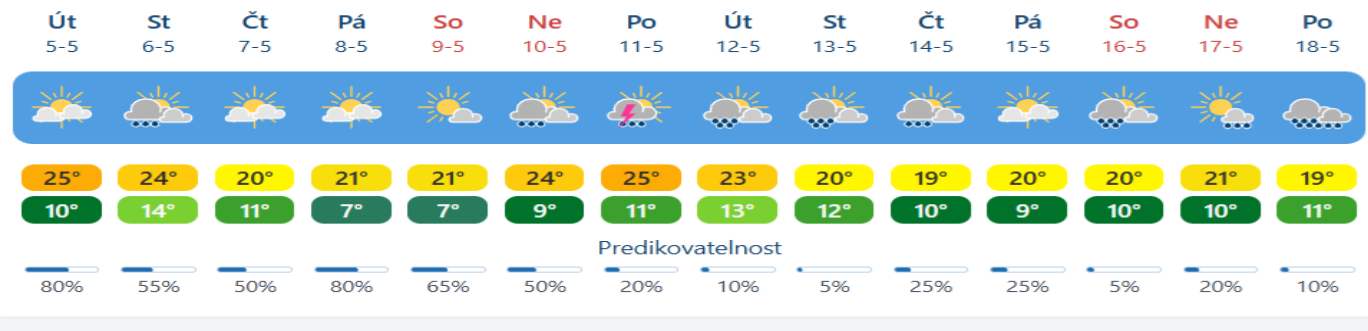 Út St Čt Pá So Ne Po Út St Čt Pá So Ne Po
5-5 6-5 7-5 8-5 9-5 10-5 11-5 12-5 13-5 14-5 15-5 16-5 17-5 18-5
25° 24° 20° 21° 21° 24° 25° 23° 20° 19° 20° 20° 21° 19°
10° 14° 11° 7° 7° 9° 11° 13° 12° 10° 9° 10° 10° 11°
Predikovatelnost
80% 55% 50% 80% 65% 50% 20% 10% 5% 25% 25% 5% 20% 10%